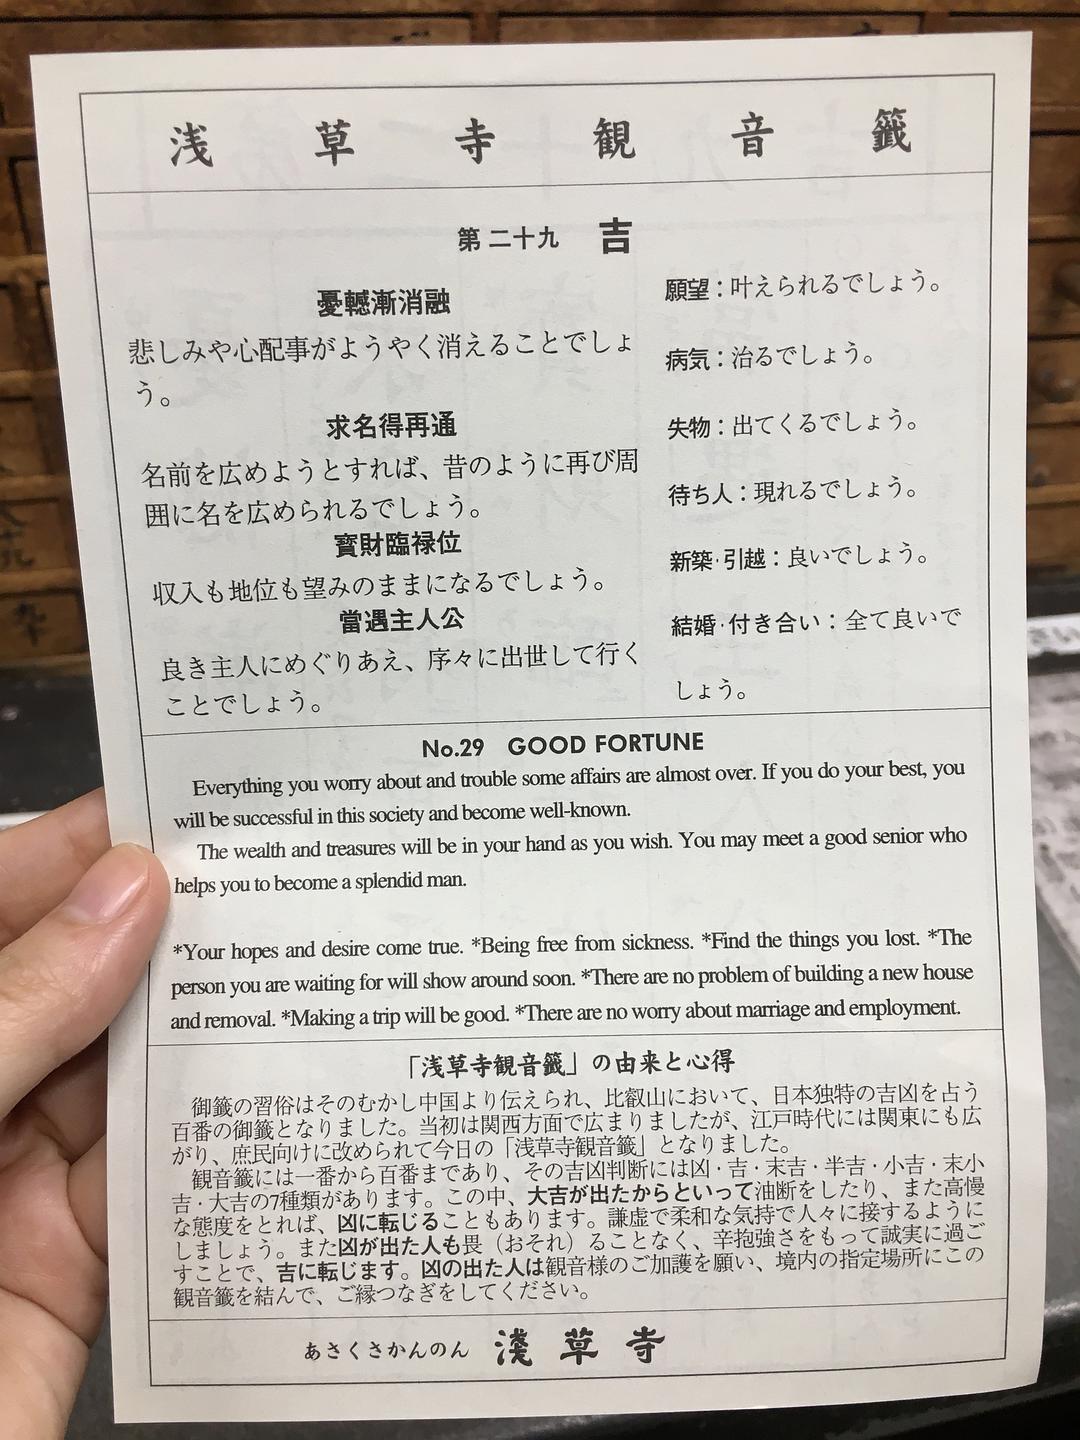 浅草寺観音籤
第二十九 吉
憂轗漸消融
悲しみや心配事がようやく消えることでしょ
う。
求名得再通
名前を広めようとすれば、昔のように再び周
囲に名を広められるでしょう。
寳財臨禄位
収入も地位も望みのままになるでしょう。
當遇主人公
良き主人にめぐりあえ、序々に出世して行く
ことでしょう。
願望:叶えられるでしょう。
病気:治るでしょう。
失物:出てくるでしょう。
待ち人:現れるでしょう。
新築·引越:良いでしょう。
結婚·付き合い:全て良いで
しょう。
No.29 GOOD FORTUNE
Everything you worry about and trouble some affairs are almost over. If you do your best, you
will be successful in this society and become well-known.
The wealth and treasures will be in your hand as you wish. You may meet a good senior who
helps you to become a splendid man.
*Your hopes and desire come true. *Being free from sickness. *Find the things you lost. *The
person you are waiting for will show around soon. *There are no problem of building a new house
and removal. *Making a trip will be good. *There are no worry about marriage and employment.
「浅草寺観音籤」の由来と心得
御籤の習俗はそのむかし中国より伝えられ、比叡山において、日本独特の吉凶を占う
百番の御籤となりました。当初は関西方面で広まりましたが、江戸時代には関東にも広
がり、庶民向けに改められて今日の「浅草寺観音籤」となりました。
観音籤には一番から百番まであり、その吉凶判断には凶·吉·末吉·半吉·小吉·末小
吉·大吉の7種類があります。この中、大吉が出たからといって油断をしたり、また高慢
な態度をとれば、凶に転じることもあります。謙虚で柔和な気持で人々に接するように
しましょう。また凶が出た人も畏(おそれ)ることなく、辛抱強さをもって誠実に過ご
すことで、吉に転じます。凶の出た人は観音様のご加護を願い、境内の指定場所にこの
観音籤を結んで、ご縁つなぎをしてください。
あさくさかんのん 淺草寺